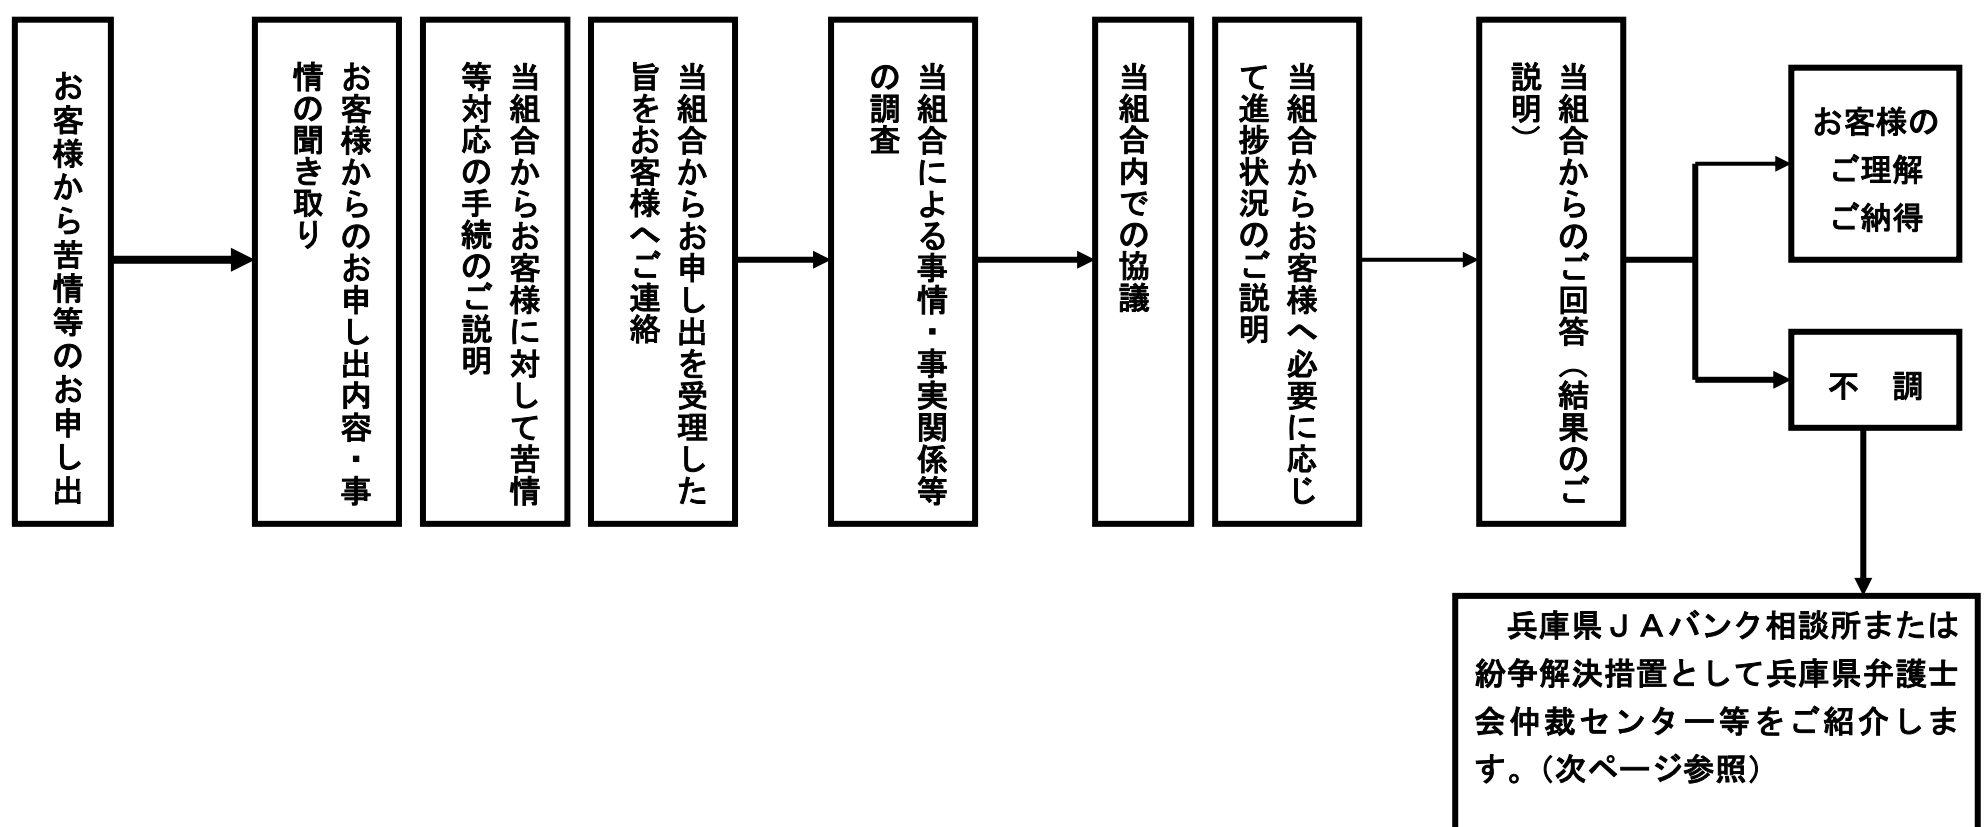 お客様から苦情等のお申し出
お客様からのお申し出内容・事
情の聞き取り
当組合からお客様に対して苦情
等対応の手続のご説明
当組合からお申し出を受理した
旨をお客様へご連絡
当組合による事情・事実関係等
の調査
当組合内での協議
当組合からお客様へ必要に応じ
て進捗状況のご説明
当組合からのご回答（結果のご
説明）
お客様の
ご理解
ご納得
不　調
兵庫県ＪＡバンク相談所または
紛争解決措置として兵庫県弁護士
会仲裁センター等をご紹介しま
す。（次ページ参照）